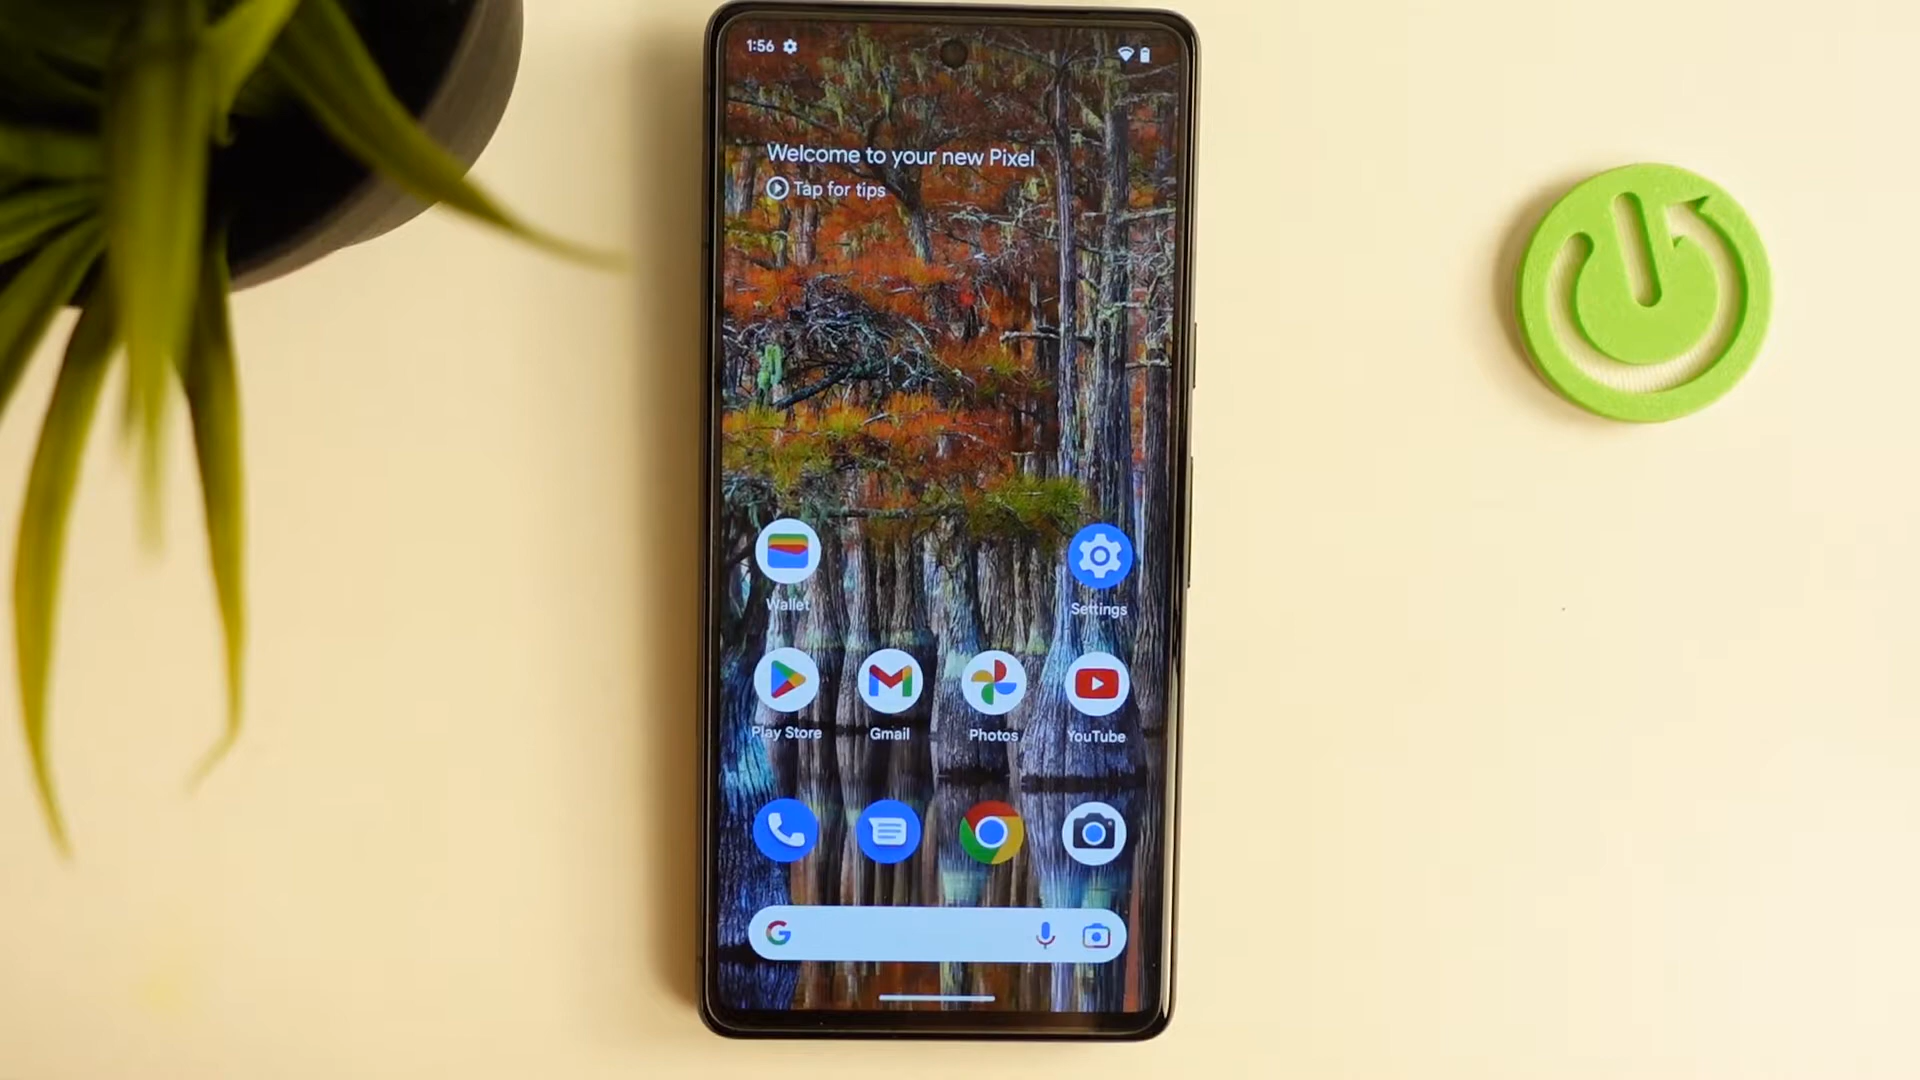 1:56
Welcome to your new Pixel
Tap for tips
Wallet
Settings
Play Store
Gmail
Photos
YouTube